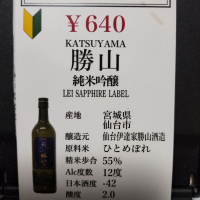 ￥640
KATSUYAMA
勝山
純米吟醸
LEI SAPPHIRE LABEL
産地 宮城県
仙台市
醸造元 仙台伊達家勝山酒造
原料米 ひとめぼれ
精米歩合 55%
Alc度数 12度
日本酒度 -42
酸度 2.0